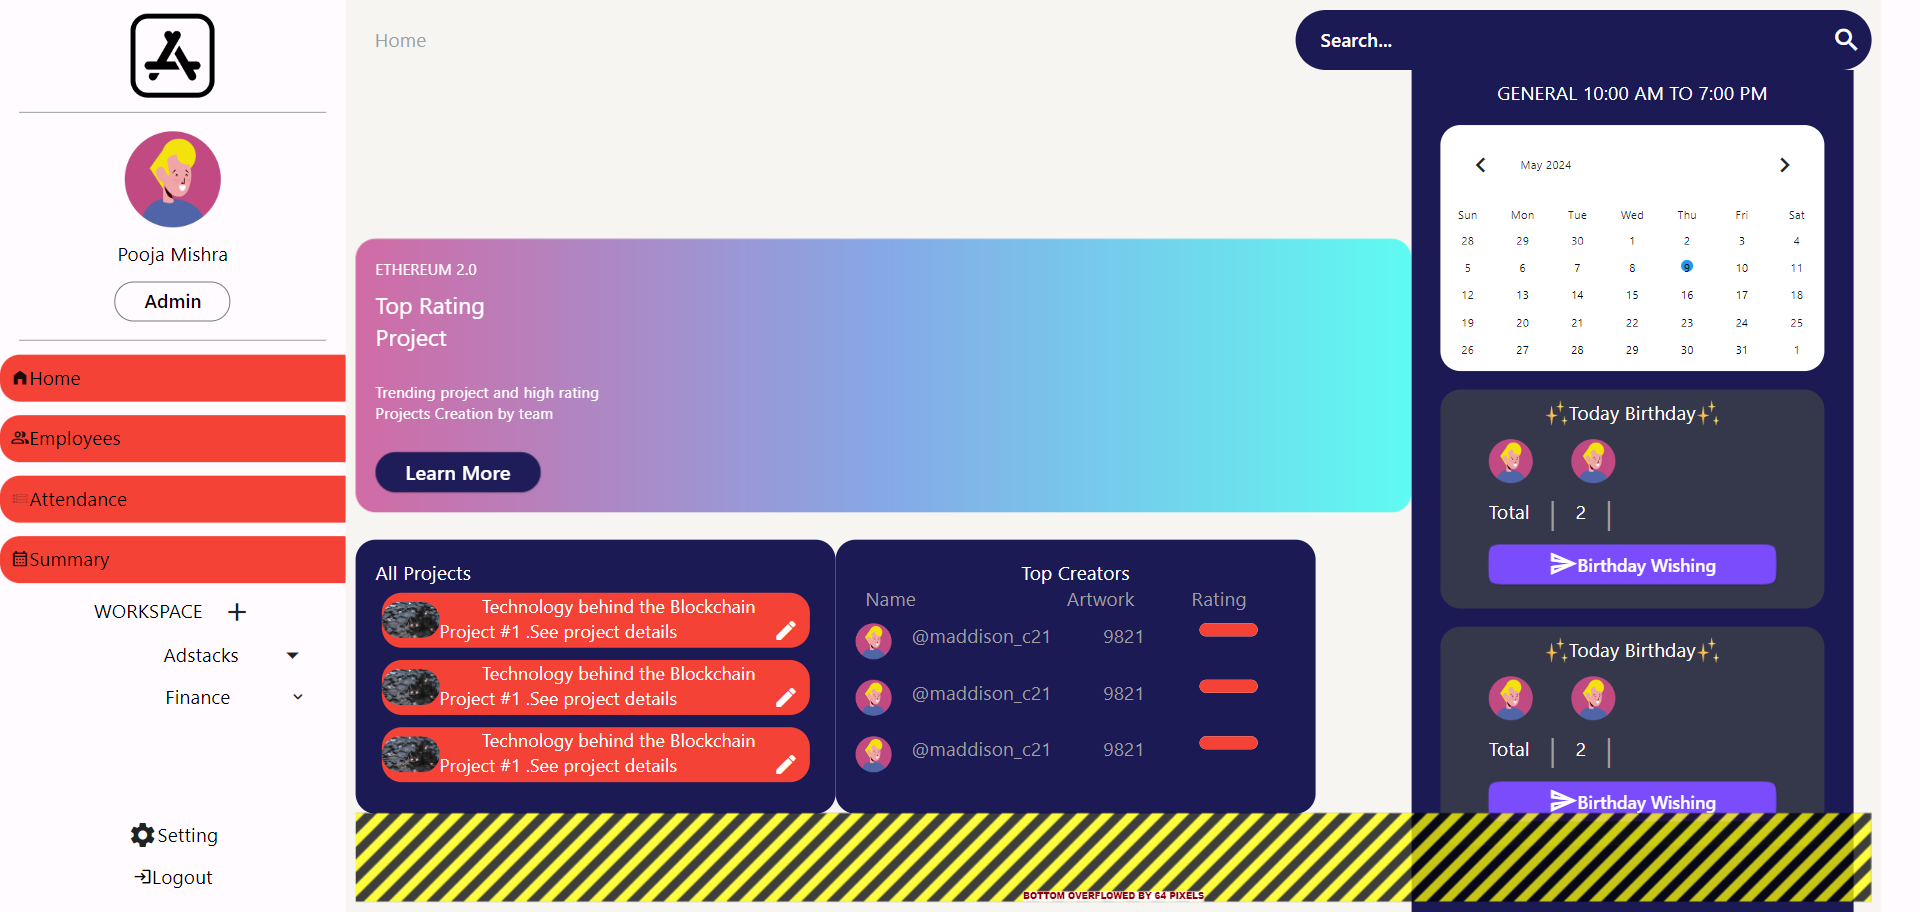 Pooja Mishra
Admin
Home
Employees
Attendance
Summary
WORKSPACE
Adstacks
Finance
Setting
Logout
Home
Search...
ETHEREUM 2.0
Top Rating
Project
Trending project and high rating
Projects Creation by team
Learn More
All Projects
Technology behind the Blockchain
Project #1 .See project details
Technology behind the Blockchain
Project #1 .See project details
Technology behind the Blockchain
Project #1 .See project details
Top Creators
Name Artwork Rating
@maddison_c21 9821
@maddison_c21 9821
@maddison_c21 9821
GENERAL 10:00 AM TO 7:00 PM
May 2024
Sun Mon Tue Wed Thu Fri Sat
28 29 30 1 2 3 4
5 6 7 8 9 10 11
12 13 14 15 16 17 18
19 20 21 22 23 24 25
26 27 28 29 30 31 1
✨Today Birthday✨
Total | 2 |
Birthday Wishing
✨Today Birthday✨
Total | 2 |
Birthday Wishing
BOTTOM OVERFLOWED BY 64 PIXELS